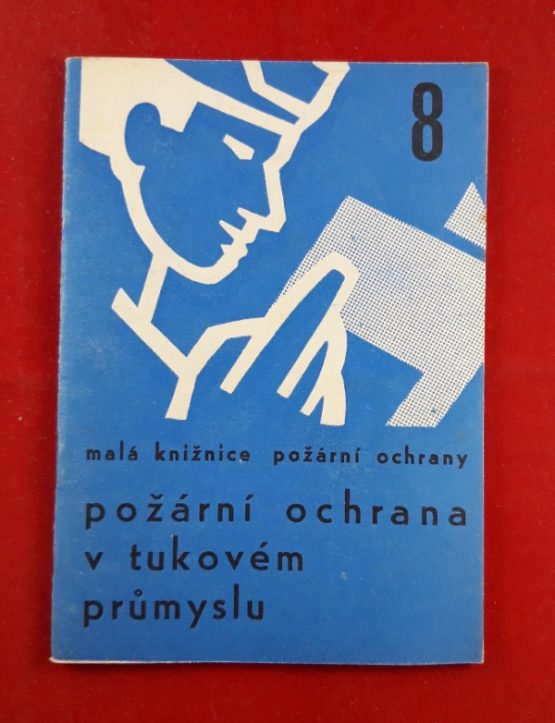 8
malá knižnice požární ochrany
požární ochrana
v tukovém
průmyslu